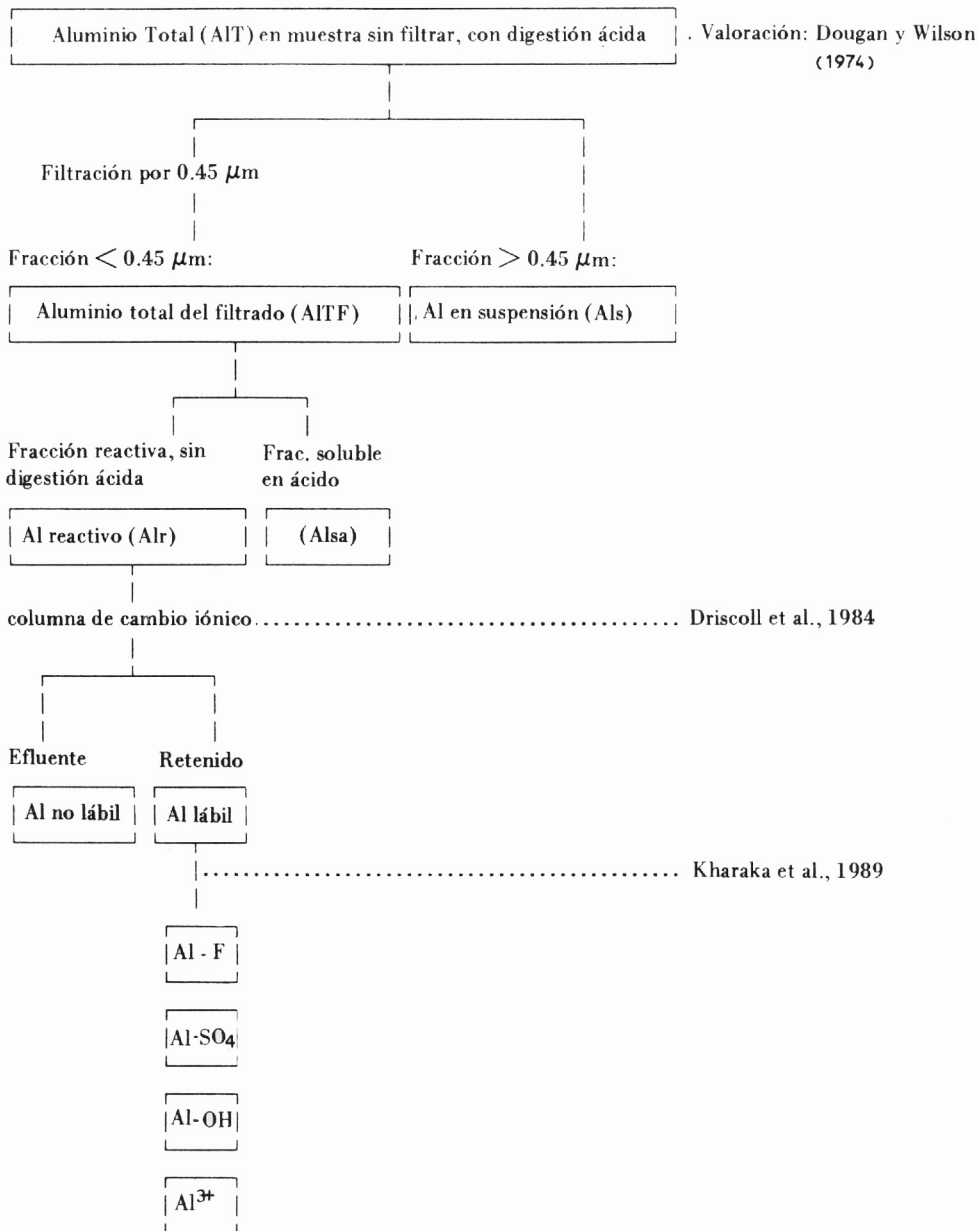 Aluminio Total (AlT) en muestra sin filtrar, con digestión ácida . Valoración: Dougan y Wilson
(1974)
Filtración por 0.45 μm
Fracción < 0.45 μm: Fracción > 0.45 μm:
Aluminio total del filtrado (AlTF) Al en suspensión (Als)
Fracción reactiva, sin Frac. soluble
digestión ácida en ácido
Al reactivo (Alr) (Alsa)
columna de cambio iónico.......................................... Driscoll et al., 1984
Efluente Retenido
Al no lábil Al lábil
............................................... Kharaka et al., 1989
Al - F
Al-SO4
Al-OH
Al3+